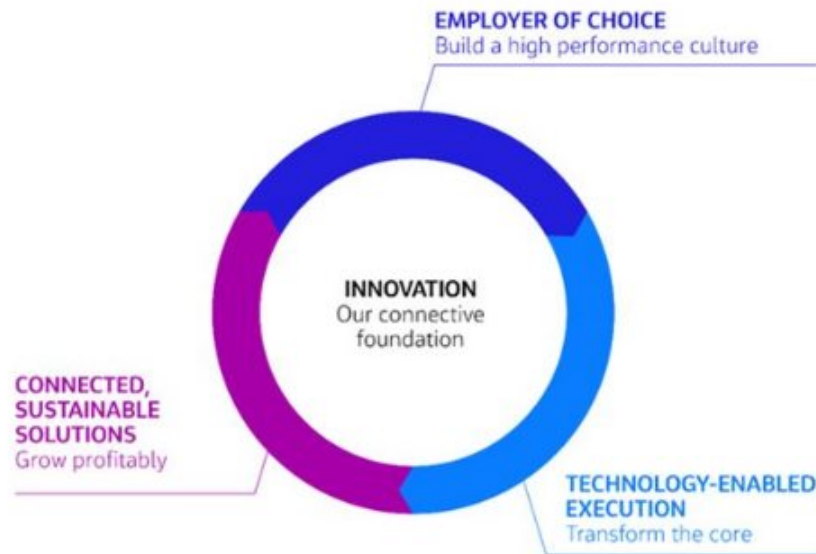 EMPLOYER OF CHOICE
Build a high performance culture
INNOVATION
Our connective
foundation
CONNECTED,
SUSTAINABLE
SOLUTIONS
Grow profitably
TECHNOLOGY-ENABLED
EXECUTION
Transform the core